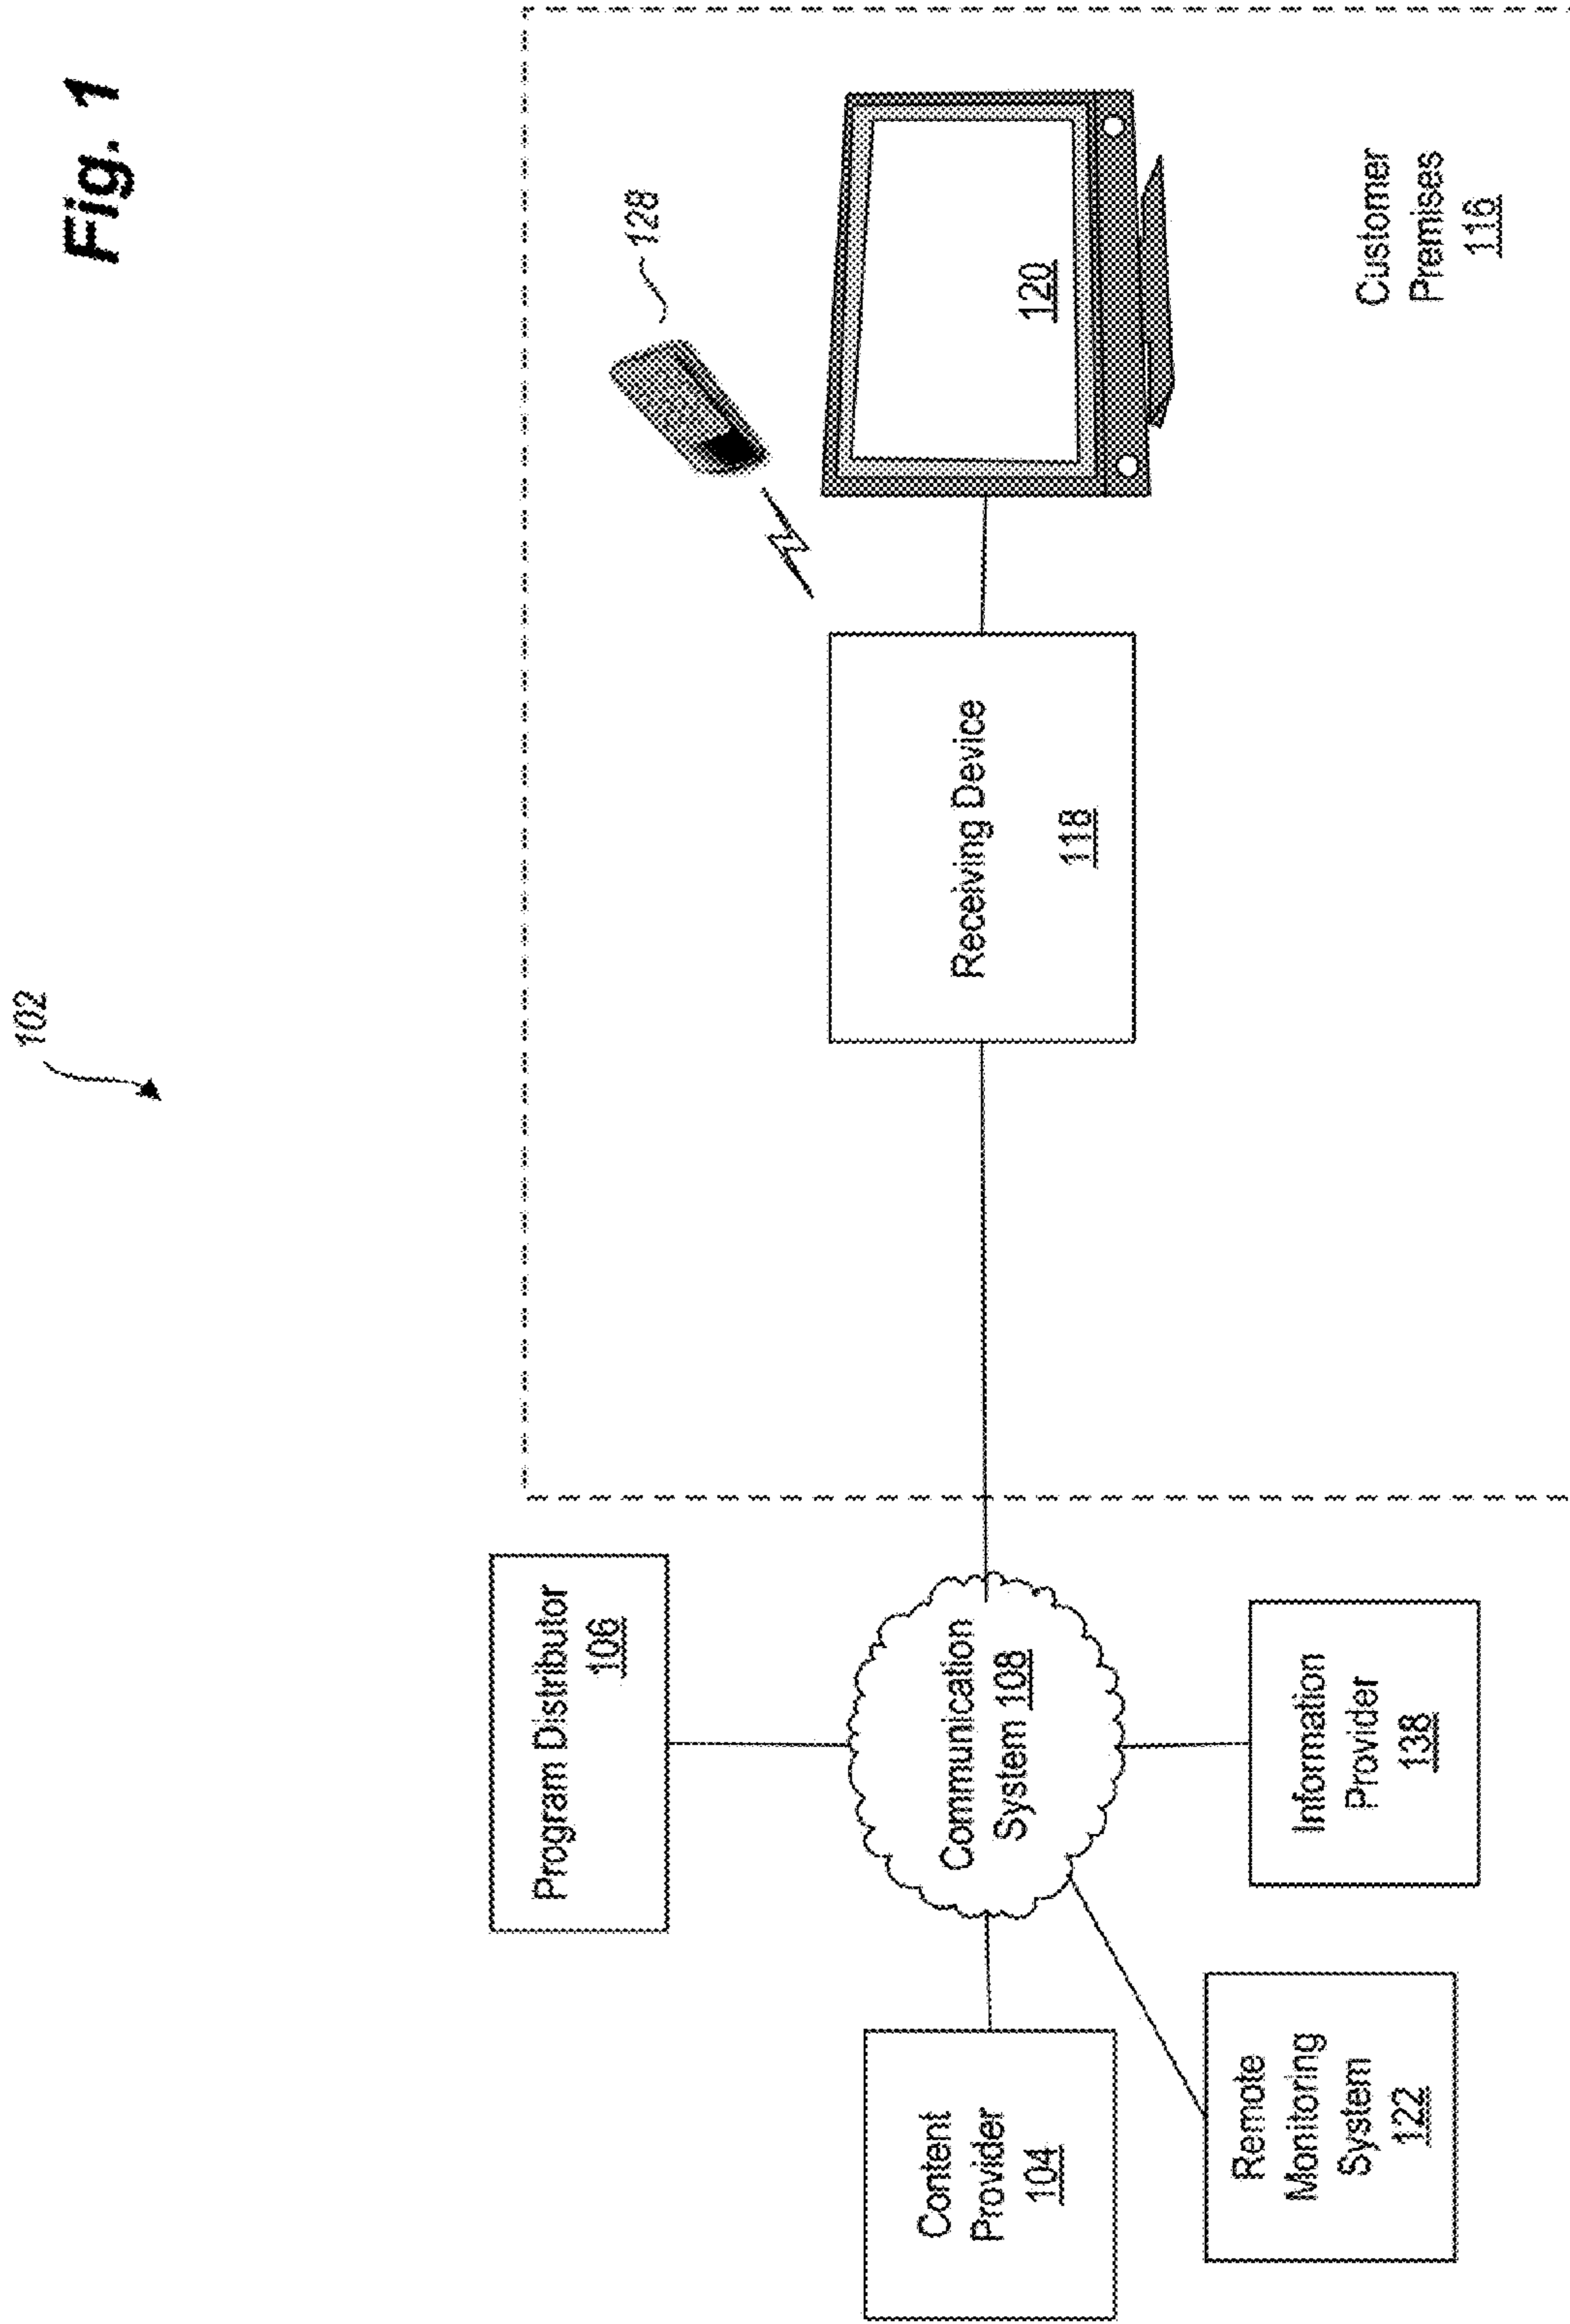 Fig. 1
102
Program Distributor
106
128
Content
Provider
104
Communication
System 108
Receiving Device
118
120
Remote
Monitoring
System
122
Information
Provider
138
Customer
Premises
116